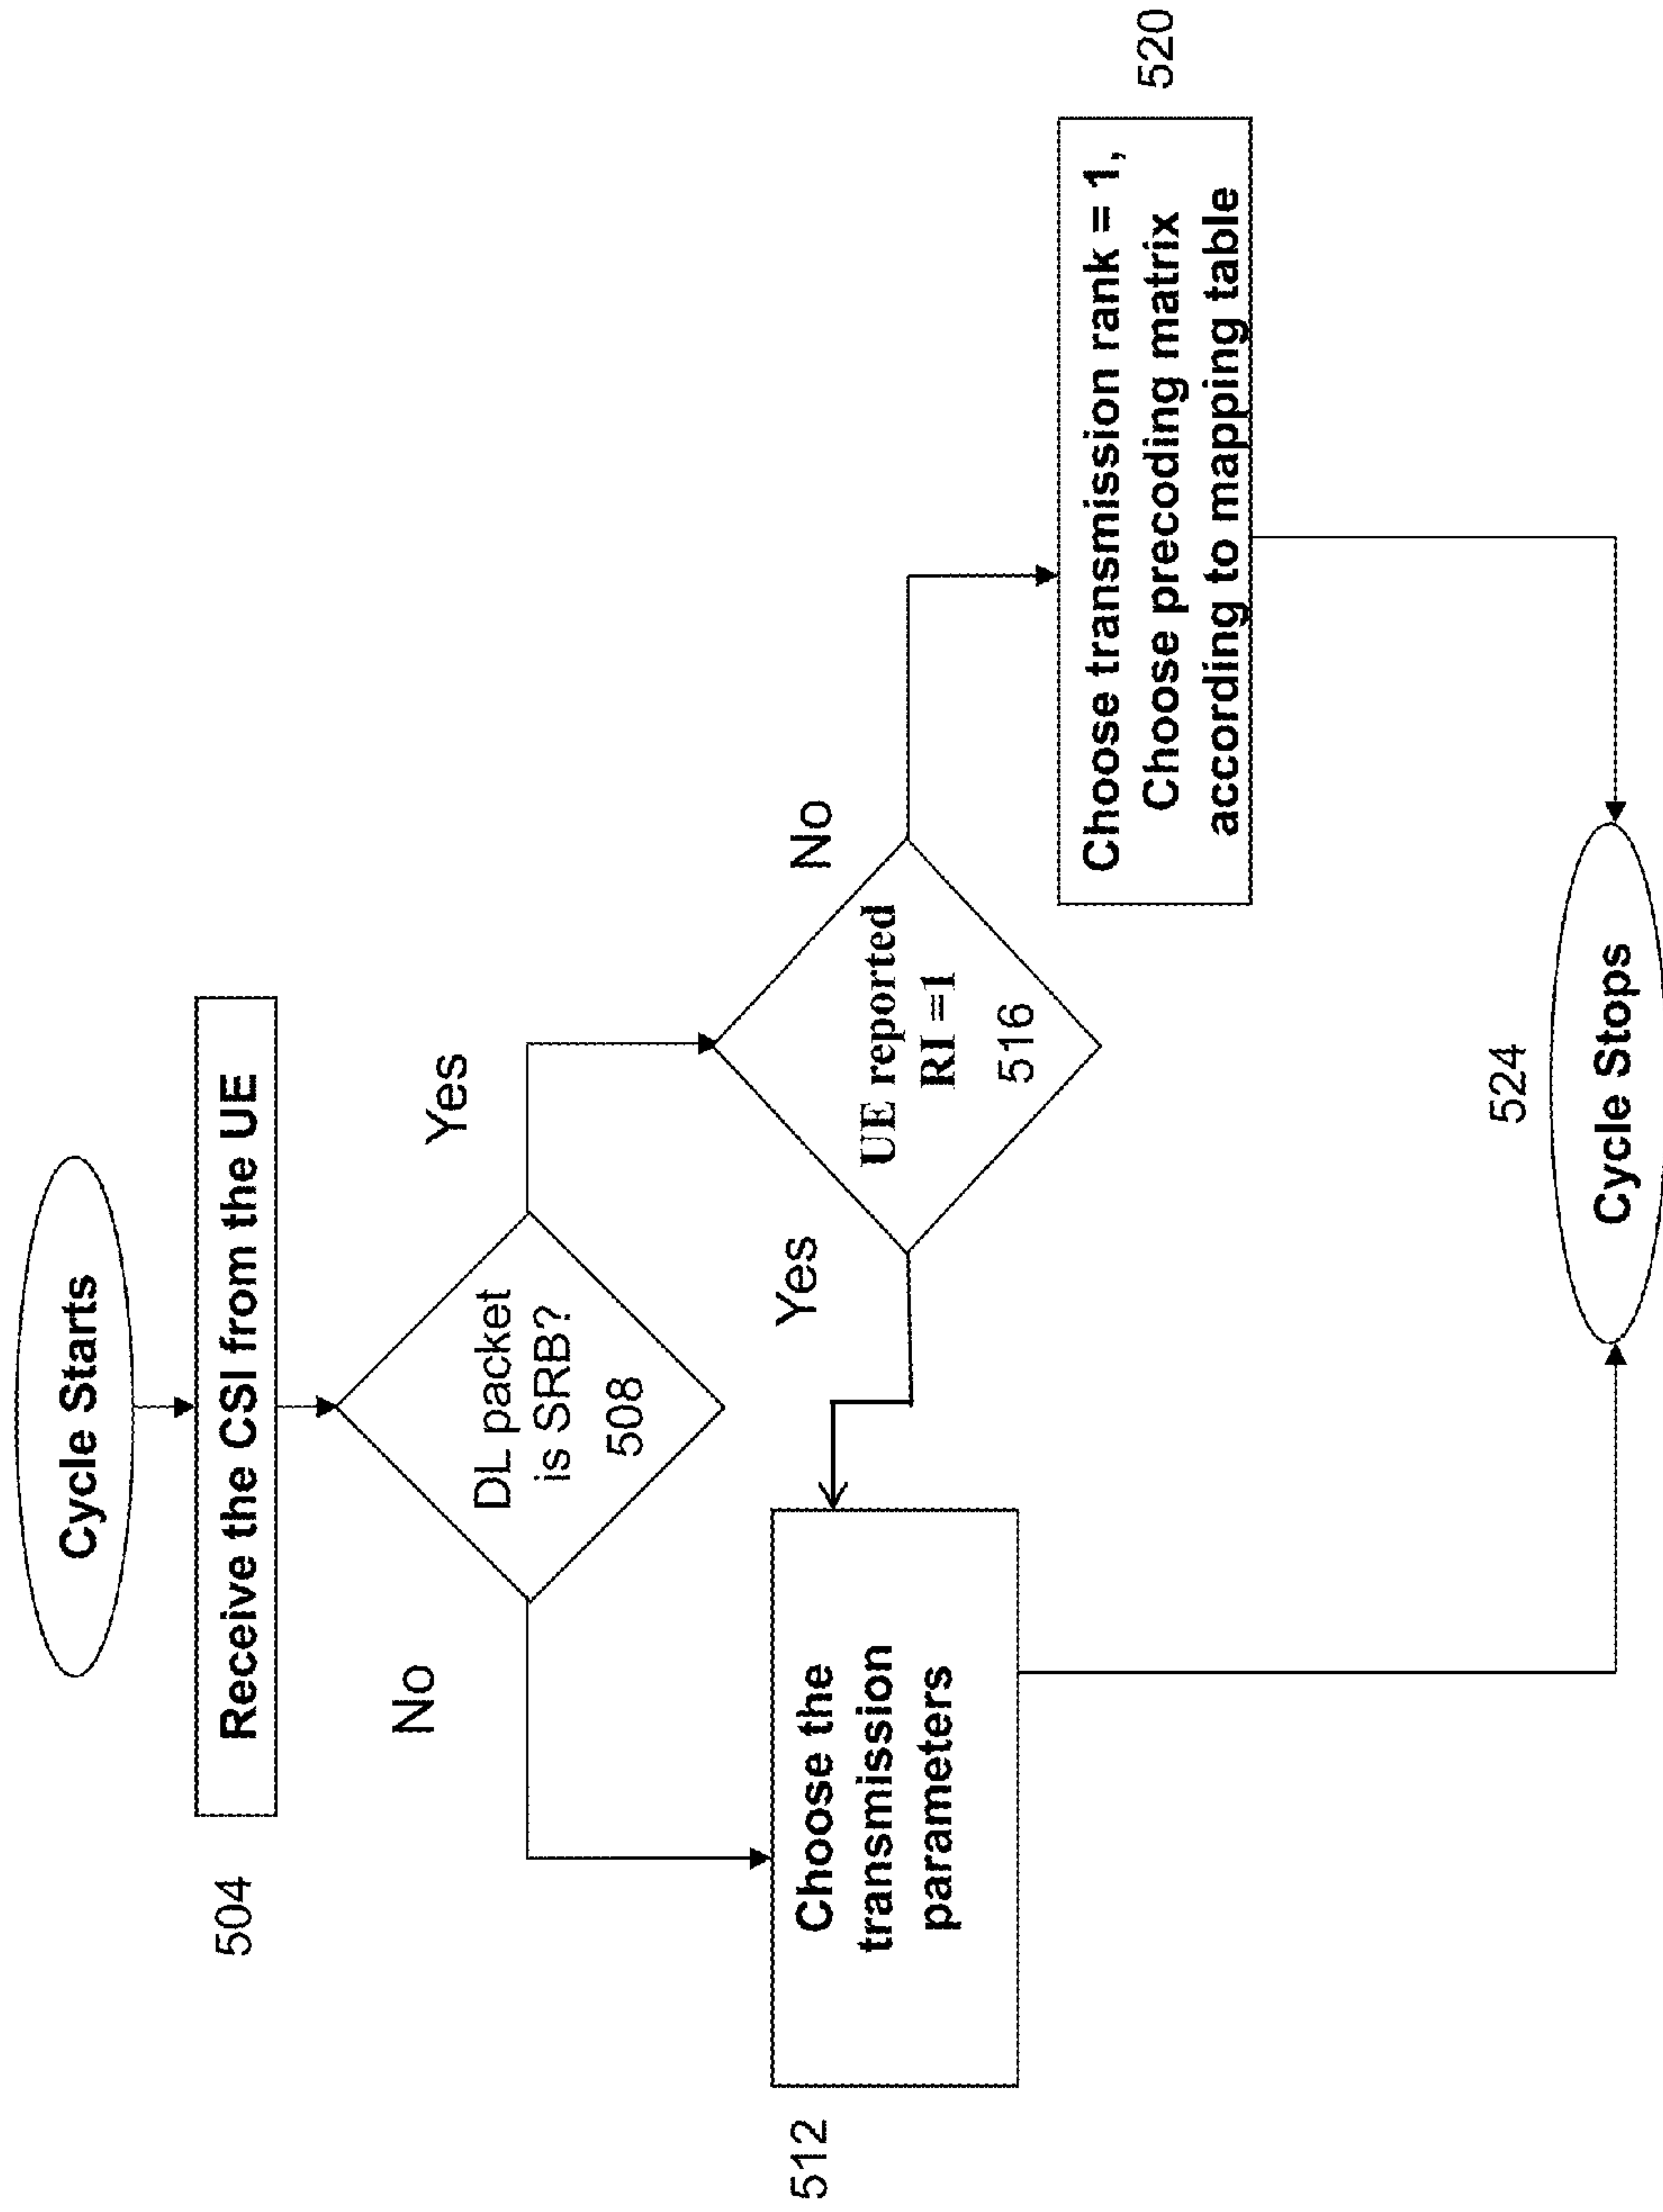 Cycle Starts
504
Receive the CSI from the UE
DL packet
is SRB?
508
No
Yes
512
Choose the
transmission
parameters
Yes
UE reported
RI =1
516
No
520
Choose transmission rank = 1,
Choose precoding matrix
according to mapping table
524
Cycle Stops